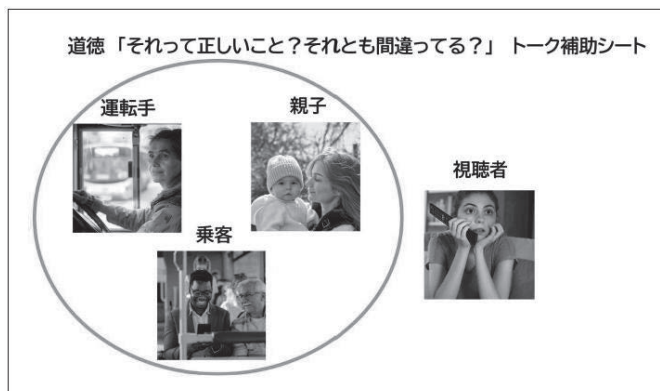 道徳 「それって正しいこと？それとも間違ってる？」 トーク補助シート
運転手
親子
視聴者
乗客